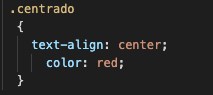 .centrado
{
text-align: center;
color: red;
}